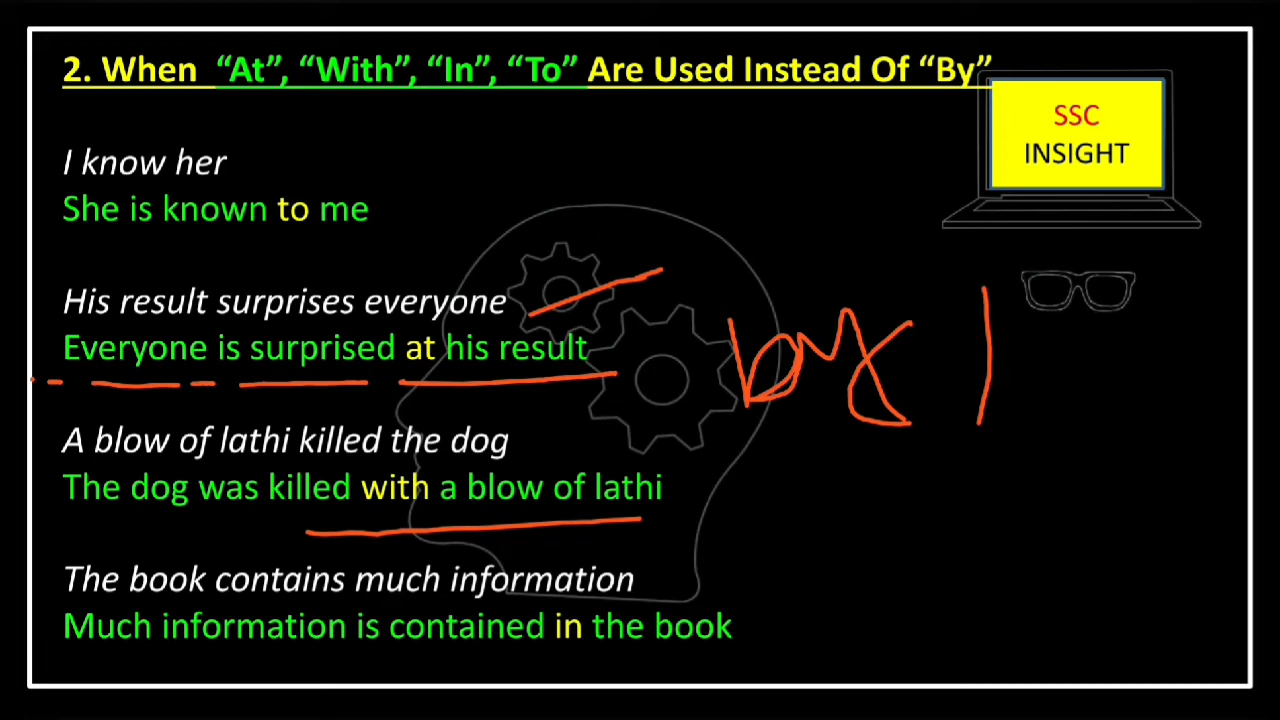 2. When “At”, “With”, “In”, “To” Are Used Instead Of “By”
SSC
INSIGHT
I know her
She is known to me
His result surprises everyone
Everyone is surprised at his result
by
A blow of lathi killed the dog
The dog was killed with a blow of lathi
The book contains much information
Much information is contained in the book